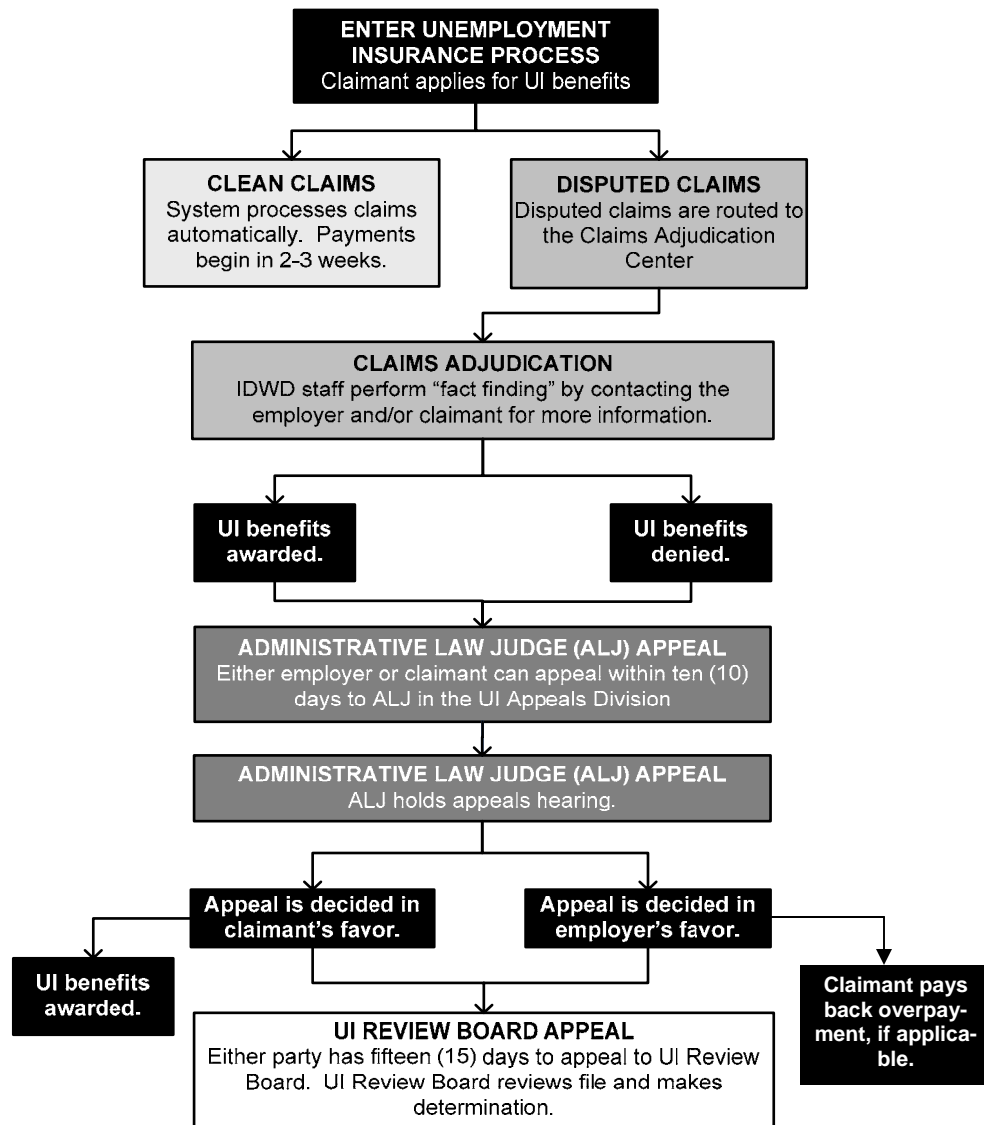 ENTER UNEMPLOYMENT
INSURANCE PROCESS
Claimant applies for UI benefits
CLEAN CLAIMS
System processes claims
automatically. Payments
begin in 2-3 weeks.
DISPUTED CLAIMS
Disputed claims are routed to
the Claims Adjudication
Center
CLAIMS ADJUDICATION
IDWD staff perform “fact finding” by contacting the
employer and/or claimant for more information.
UI benefits
awarded.
UI benefits
denied.
ADMINISTRATIVE LAW JUDGE (ALJ) APPEAL
Either employer or claimant can appeal within ten (10)
days to ALJ in the UI Appeals Division
ADMINISTRATIVE LAW JUDGE (ALJ) APPEAL
ALJ holds appeals hearing.
Appeal is decided in
claimant’s favor.
Appeal is decided in
employer’s favor.
UI benefits
awarded.
Claimant pays
back overpay-
ment, if applica-
ble.
UI REVIEW BOARD APPEAL
Either party has fifteen (15) days to appeal to UI Review
Board. UI Review Board reviews file and makes
determination.